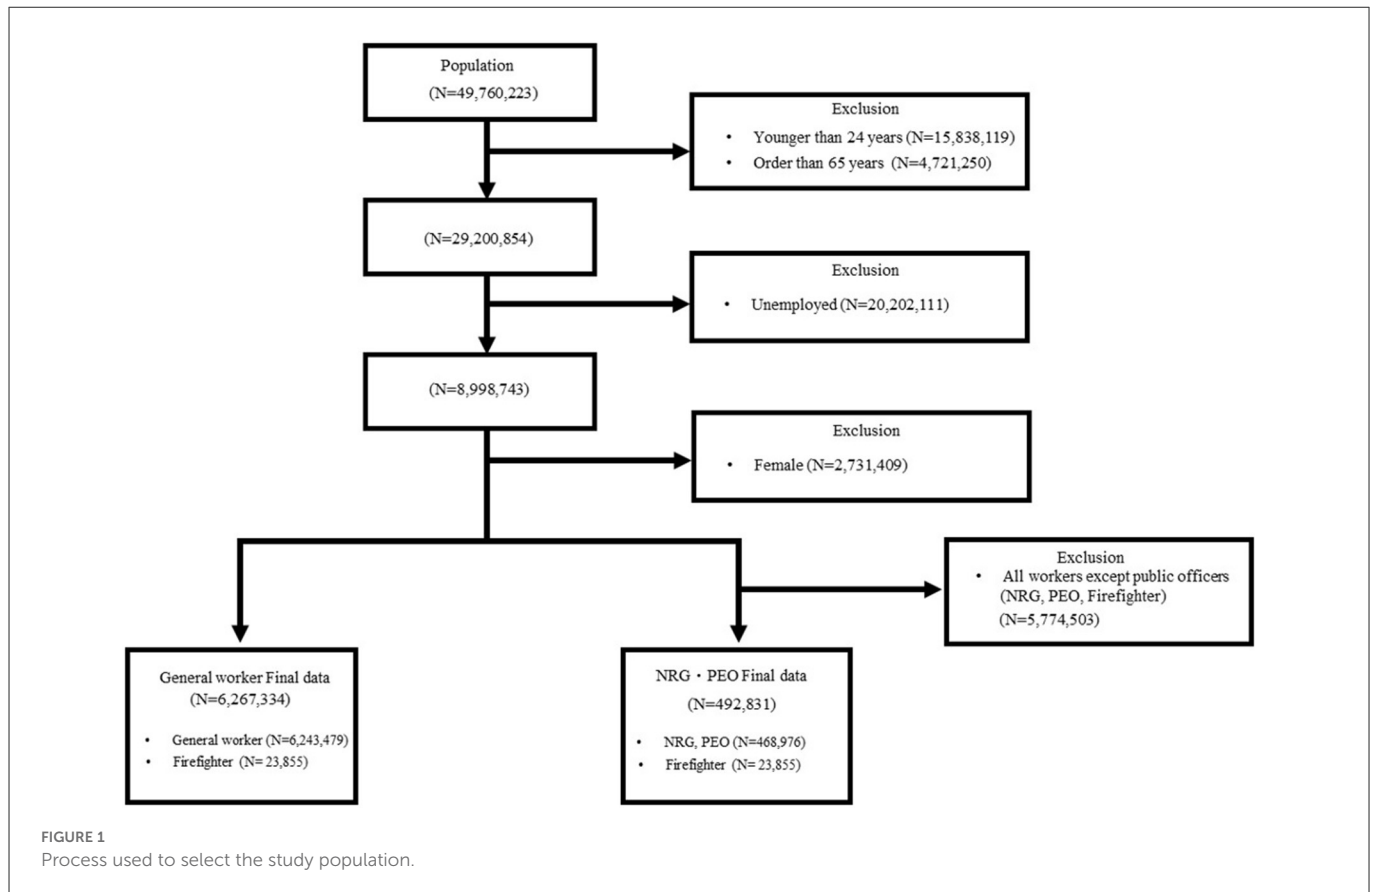 Population
(N=49,760,223)
Exclusion
• Younger than 24 years (N=15,838,119)
• Order than 65 years (N=4,721,250)
(N=29,200,854)
Exclusion
• Unemployed (N=20,202,111)
(N=8,998,743)
Exclusion
• Female (N=2,731,409)
Exclusion
• All workers except public officers
(NRG, PEO, Firefighter)
(N=5,774,503)
General worker Final data
(N=6,267,334)
• General worker (N=6,243,479)
• Firefighter (N= 23,855)
NRG・PEO Final data
(N=492,831)
• NRG, PEO (N=468,976)
• Firefighter (N= 23,855)
FIGURE 1
Process used to select the study population.